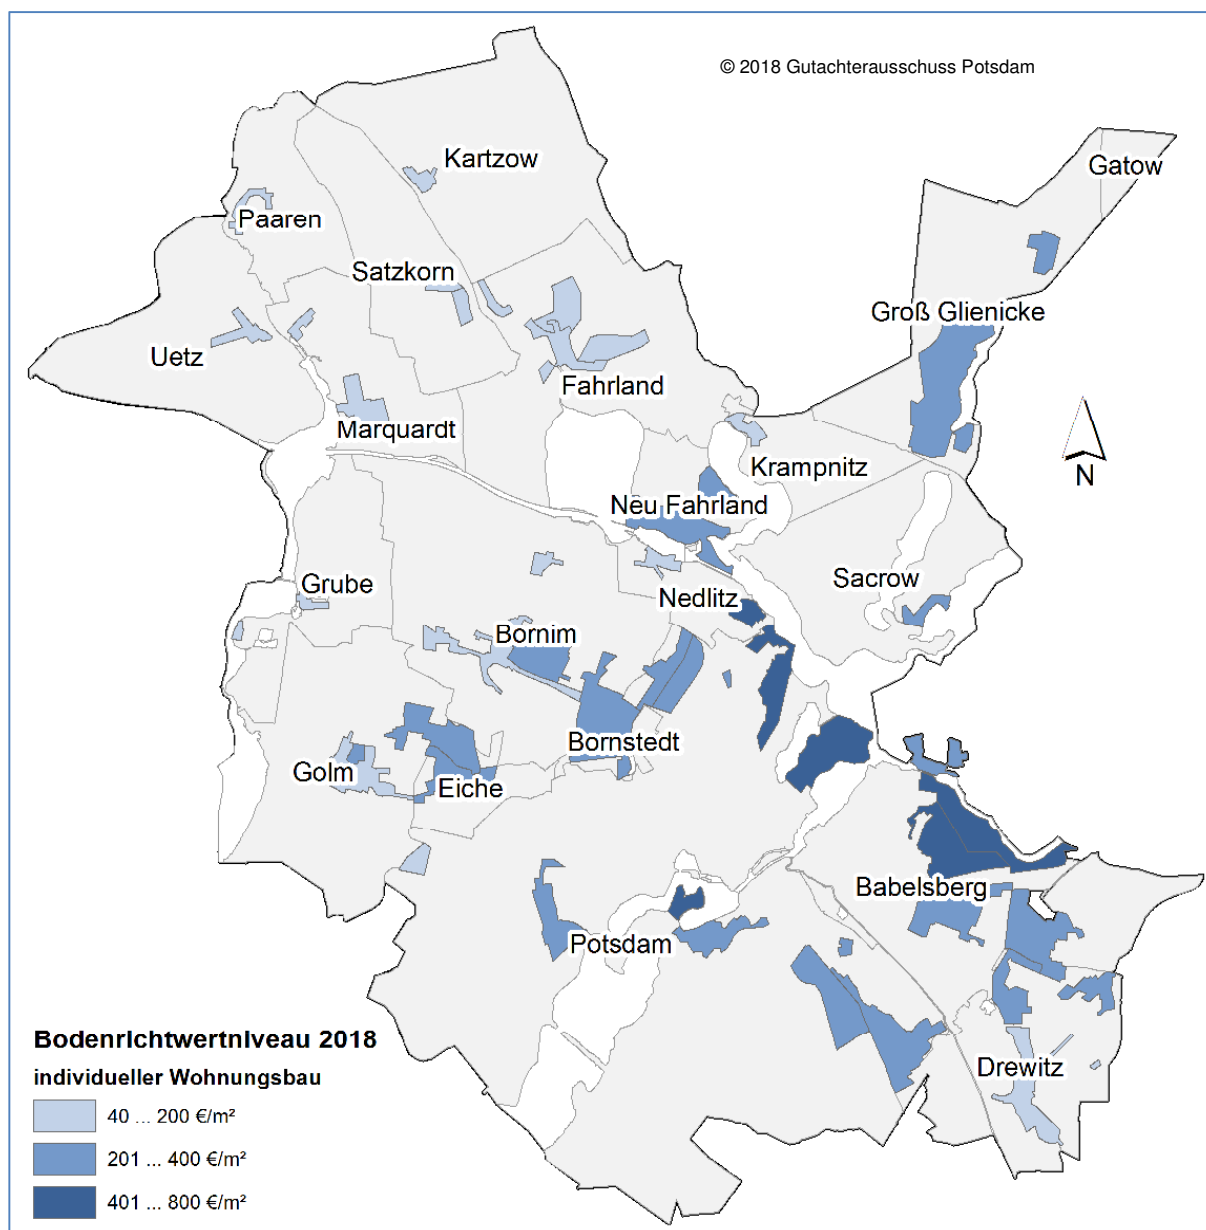 © 2018 Gutachterausschuss Potsdam
Kartzow
Gatow
Paaren
Satzkorn
Groß Glienicke
Uetz
Fahrland
Marquardt
Krampnitz
N
Neu Fahrland
Grube
Sacrow
Nedlitz
Bornim
Bornstedt
Golm
Eiche
Babelsberg
Potsdam
Drewitz
Bodenrichtwertniveau 2018
individueller Wohnungsbau
40 ... 200 €/m²
201 ... 400 €/m²
401 ... 800 €/m²